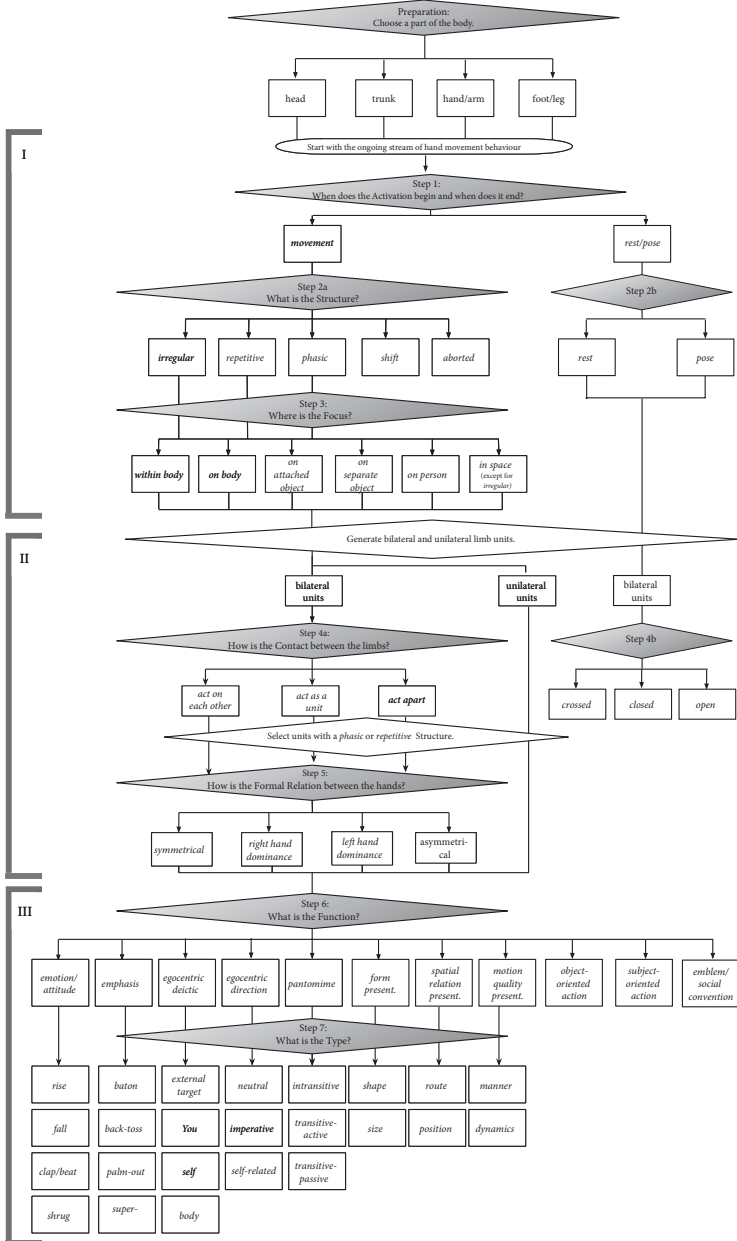 Preparation:
Choose a part of the body.
head
trunk
hand/arm
foot/leg
Start with the ongoing stream of hand movement behaviour
I
Step 1:
When does the Activation begin and when does it end?
movement
rest/pose
Step 2a
What is the Structure?
Step 2b
irregular
repetitive
phasic
shift
aborted
rest
pose
Step 3:
Where is the Focus?
within body
on body
on
attached
object
on
separate
object
on person
in space
(except for
irregular)
Generate bilateral and unilateral limb units.
II
bilateral
units
unilateral
units
bilateral
units
Step 4a:
How is the Contact between the limbs?
Step 4b
act on
each other
act as a
unit
act apart
crossed
closed
open
Select units with a phasic or repetitive Structure.
Step 5:
How is the Formal Relation between the hands?
symmetrical
right hand
dominance
left hand
dominance
asymmetri-
cal
III
Step 6:
What is the Function?
emotion/
attitude
emphasis
egocentric
deictic
egocentric
direction
pantomime
form
present.
spatial
relation
present.
motion
quality
present.
object-
oriented
action
subject-
oriented
action
emblem/
social
convention
Step 7:
What is the Type?
rise
baton
external
target
neutral
intransitive
shape
route
manner
fall
back-toss
You
imperative
transitive-
active
size
position
dynamics
clap/beat
palm-out
self
self-related
transitive-
passive
shrug
super-
body